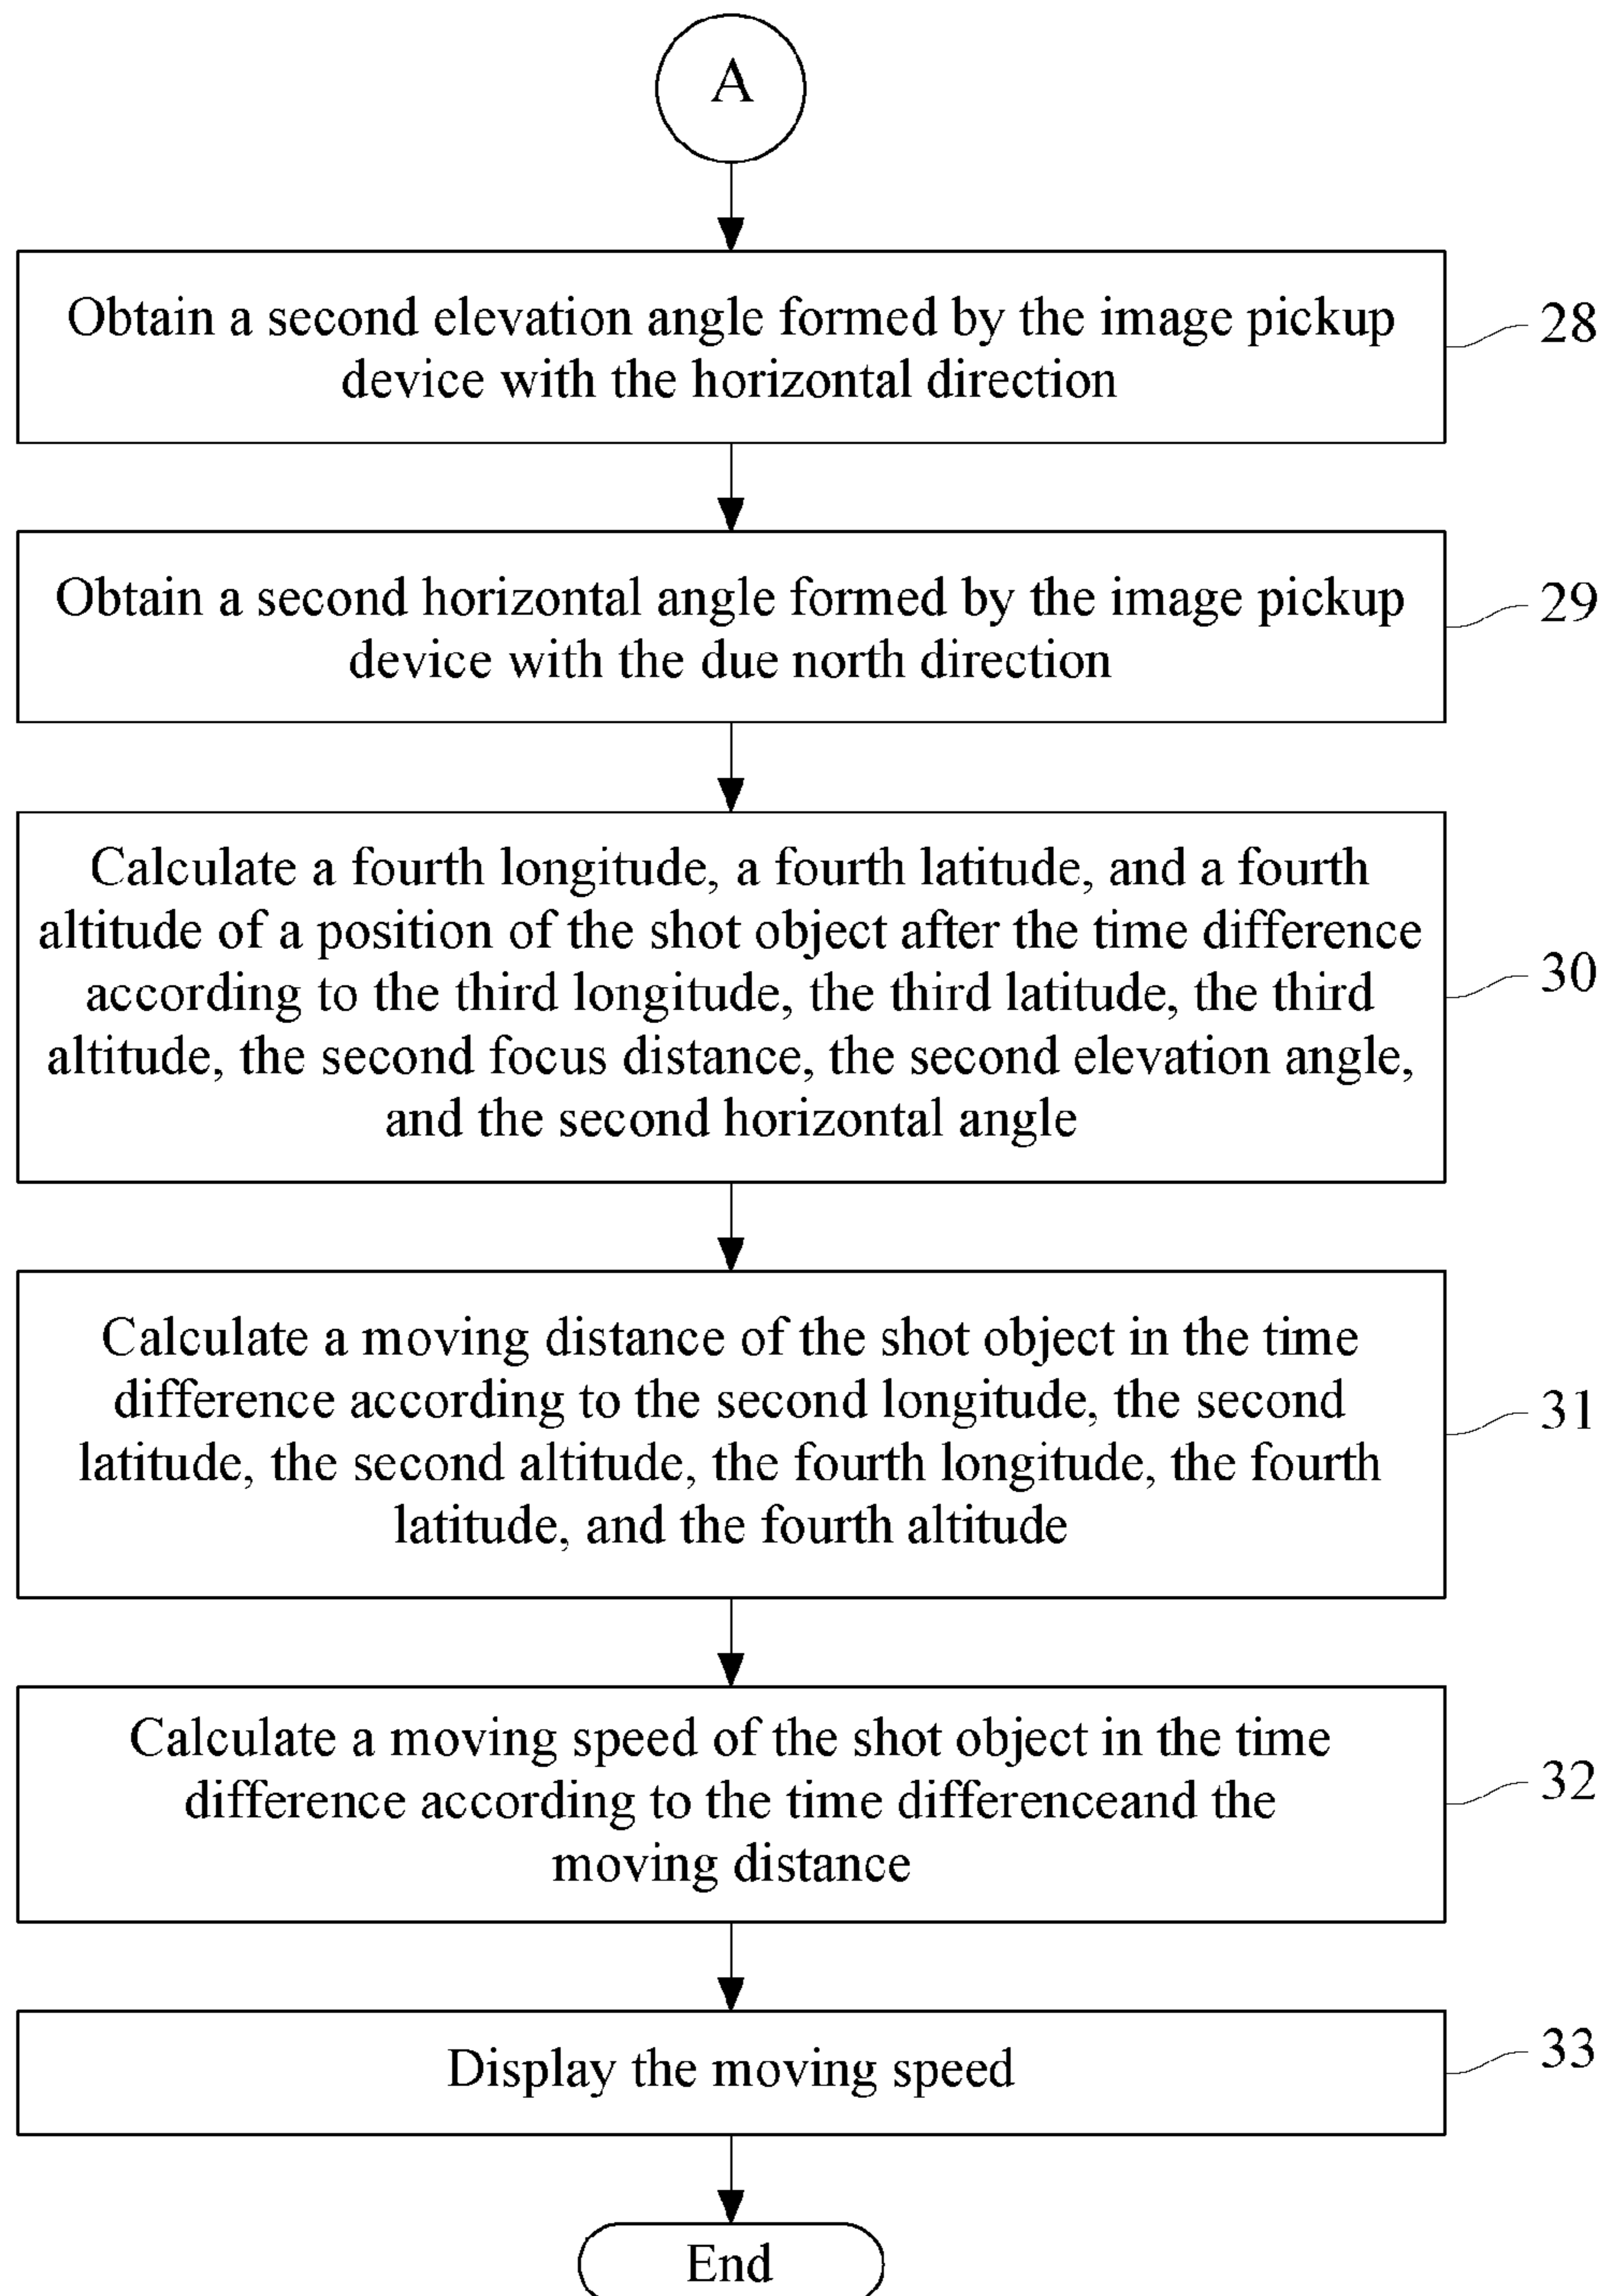 A
Obtain a second elevation angle formed by the image pickup
device with the horizontal direction
28
Obtain a second horizontal angle formed by the image pickup
device with the due north direction
29
Calculate a fourth longitude, a fourth latitude, and a fourth
altitude of a position of the shot object after the time difference
according to the third longitude, the third latitude, the third
altitude, the second focus distance, the second elevation angle,
and the second horizontal angle
30
Calculate a moving distance of the shot object in the time
difference according to the second longitude, the second
latitude, the second altitude, the fourth longitude, the fourth
latitude, and the fourth altitude
31
Calculate a moving speed of the shot object in the time
difference according to the time differenceand the
moving distance
32
Display the moving speed
33
End